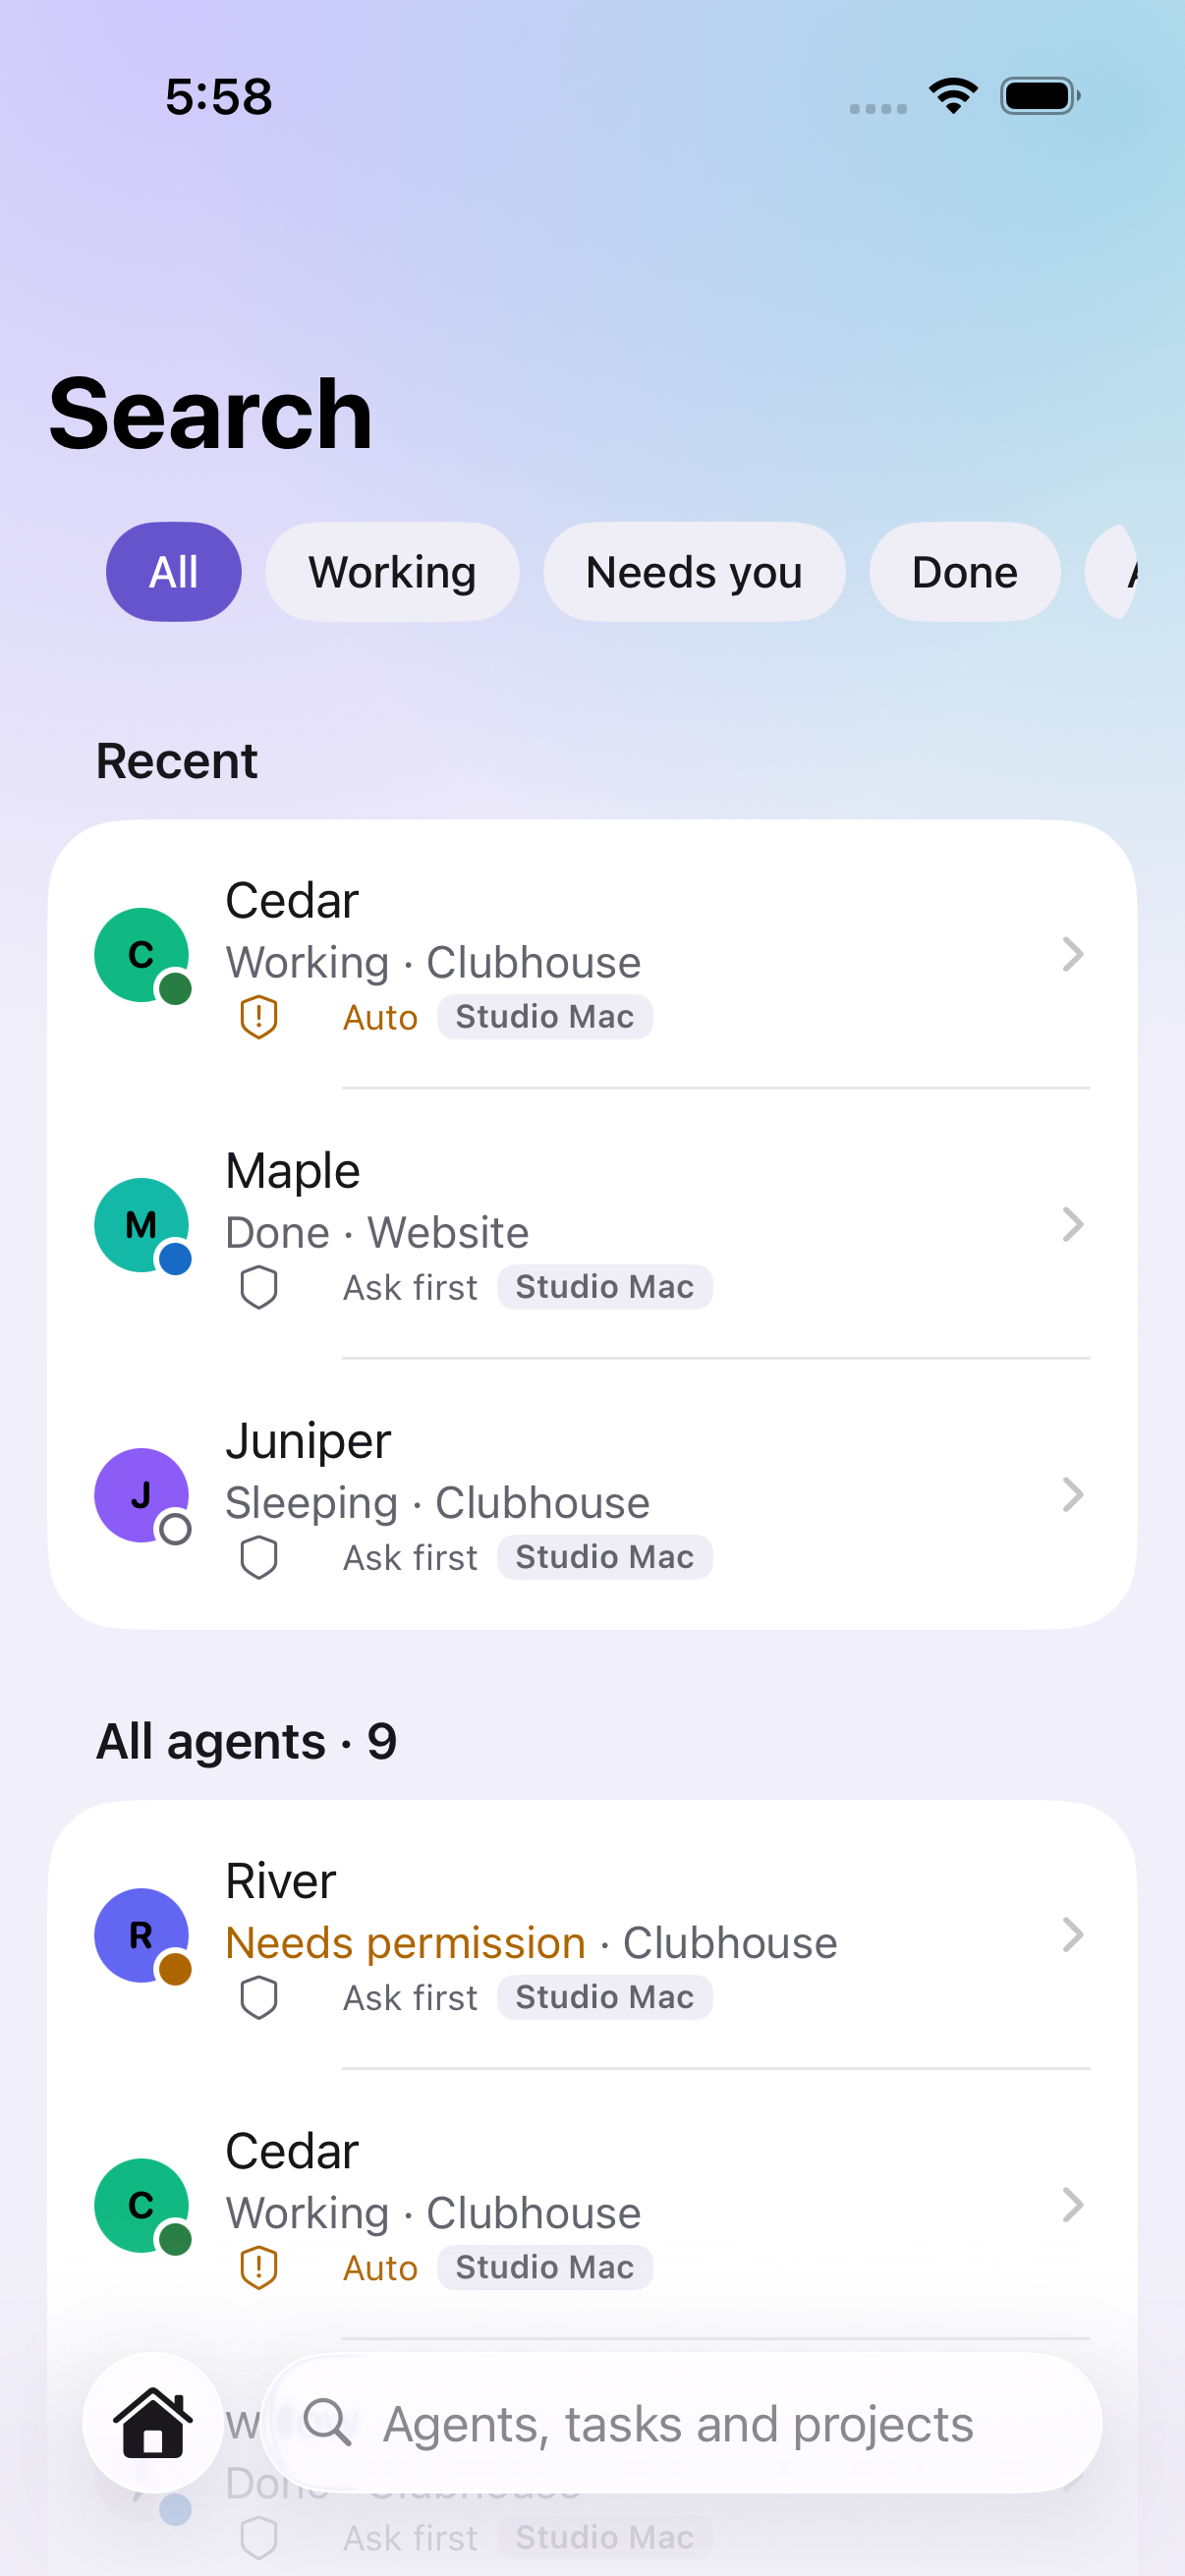 5:58
Search
All
Working
Needs you
Done
Recent
C
Cedar
Working · Clubhouse
Auto
Studio Mac
M
Maple
Done · Website
Ask first
Studio Mac
J
Juniper
Sleeping · Clubhouse
Ask first
Studio Mac
All agents · 9
R
River
Needs permission · Clubhouse
Ask first
Studio Mac
C
Cedar
Working · Clubhouse
Auto
Studio Mac
Agents, tasks and projects
Done · Clubhouse
Ask first
Studio Mac